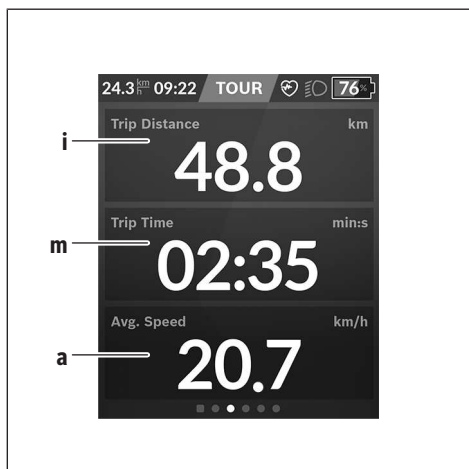 24.3 km/h 09:22 TOUR 76%
Trip Distance km
i
48.8
Trip Time min:s
m
02:35
Avg. Speed km/h
a
20.7